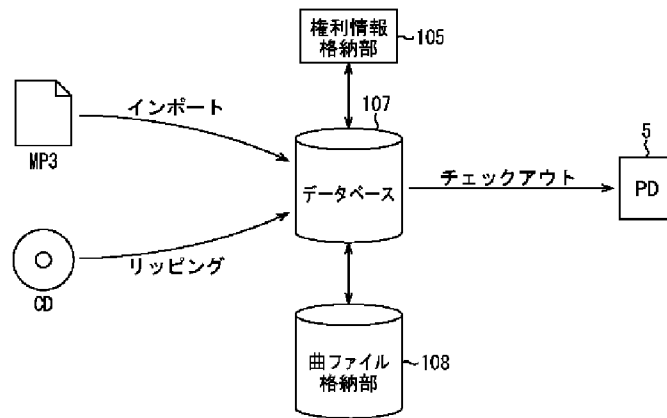 権利情報
格納部
105
インポート
107
MP3
データベース
チェックアウト
5
PD
リッピング
CD
曲ファイル
格納部
108